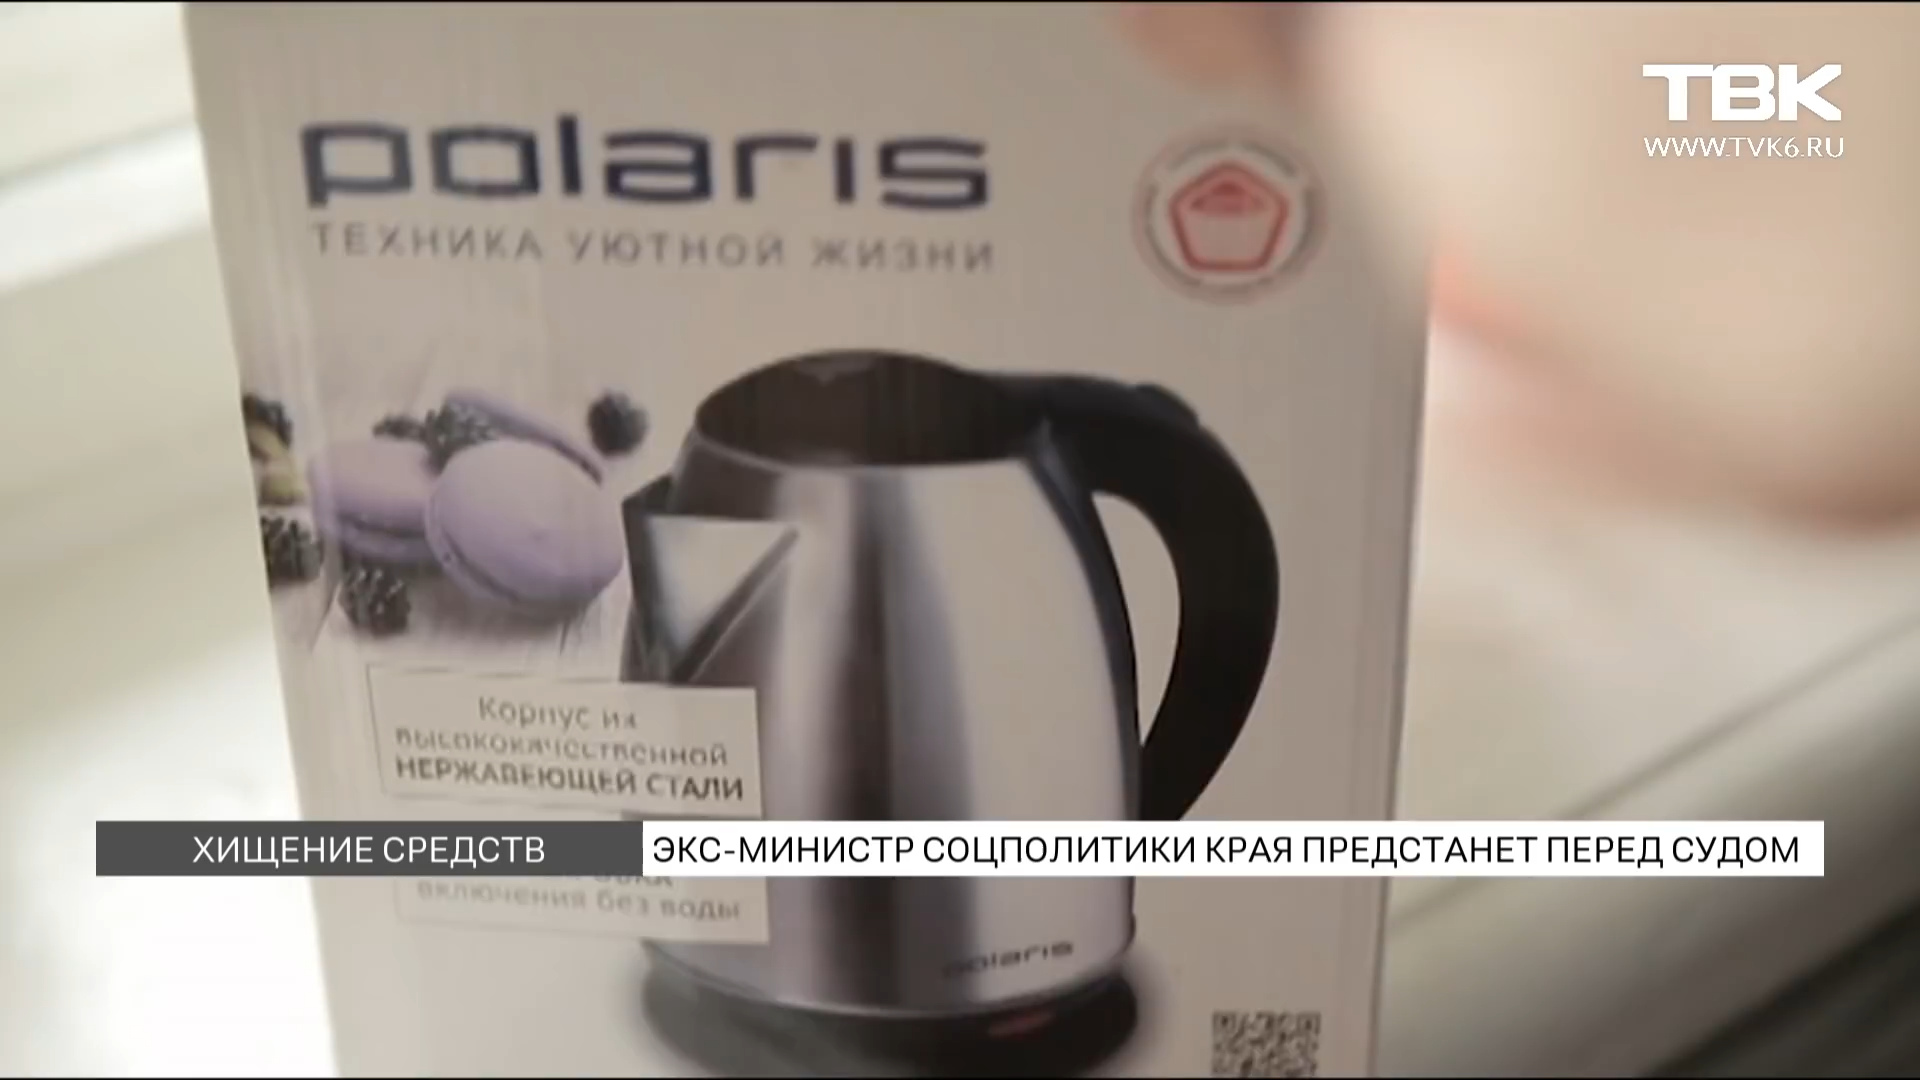 ТВК
WWW.TVK6.RU
polaris
ТЕХНИКА УЮТНОЙ ЖИЗНИ
Корпус из
высококачественной
НЕРЖАВЕЮЩЕЙ СТАЛИ
ХИЩЕНИЕ СРЕДСТВ
ЭКС-МИНИСТР СОЦПОЛИТИКИ КРАЯ ПРЕДСТАНЕТ ПЕРЕД СУДОМ
включения без воды
polaris